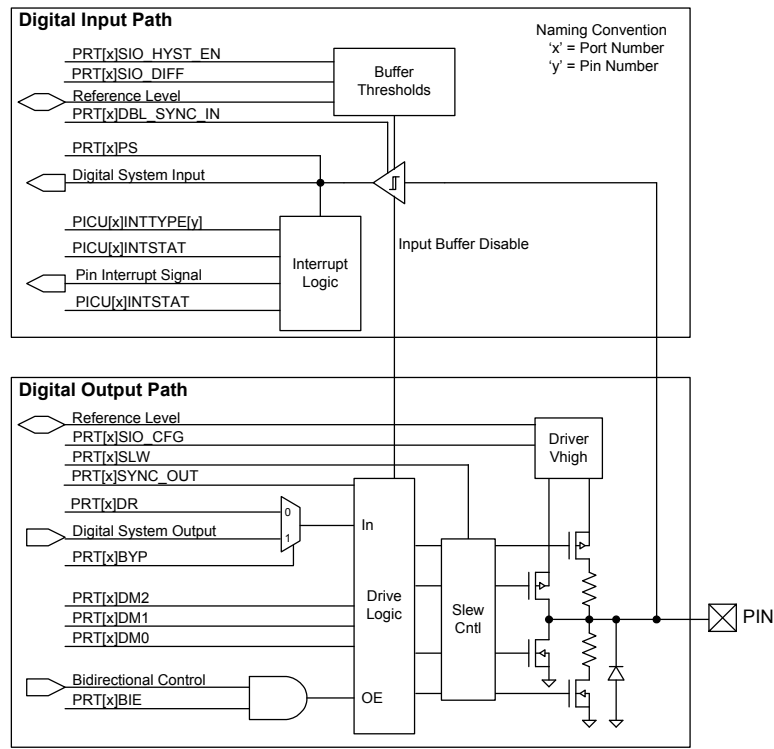 Digital Input Path
Naming Convention
'x' = Port Number
'y' = Pin Number
PRT[x]SIO_HYST_EN
PRT[x]SIO_DIFF
Reference Level
PRT[x]DBL_SYNC_IN
Buffer
Thresholds
PRT[x]PS
Digital System Input
PICU[x]INTTYPE[y]
PICU[x]INTSTAT
Pin Interrupt Signal
PICU[x]INTSTAT
Interrupt
Logic
Input Buffer Disable
Digital Output Path
Reference Level
PRT[x]SIO_CFG
PRT[x]SLW
PRT[x]SYNC_OUT
Driver
Vhigh
PRT[x]DR
Digital System Output
PRT[x]BYP
0
1
In
PRT[x]DM2
PRT[x]DM1
PRT[x]DM0
Drive
Logic
Slew
Cntl
PIN
Bidirectional Control
PRT[x]BIE
OE